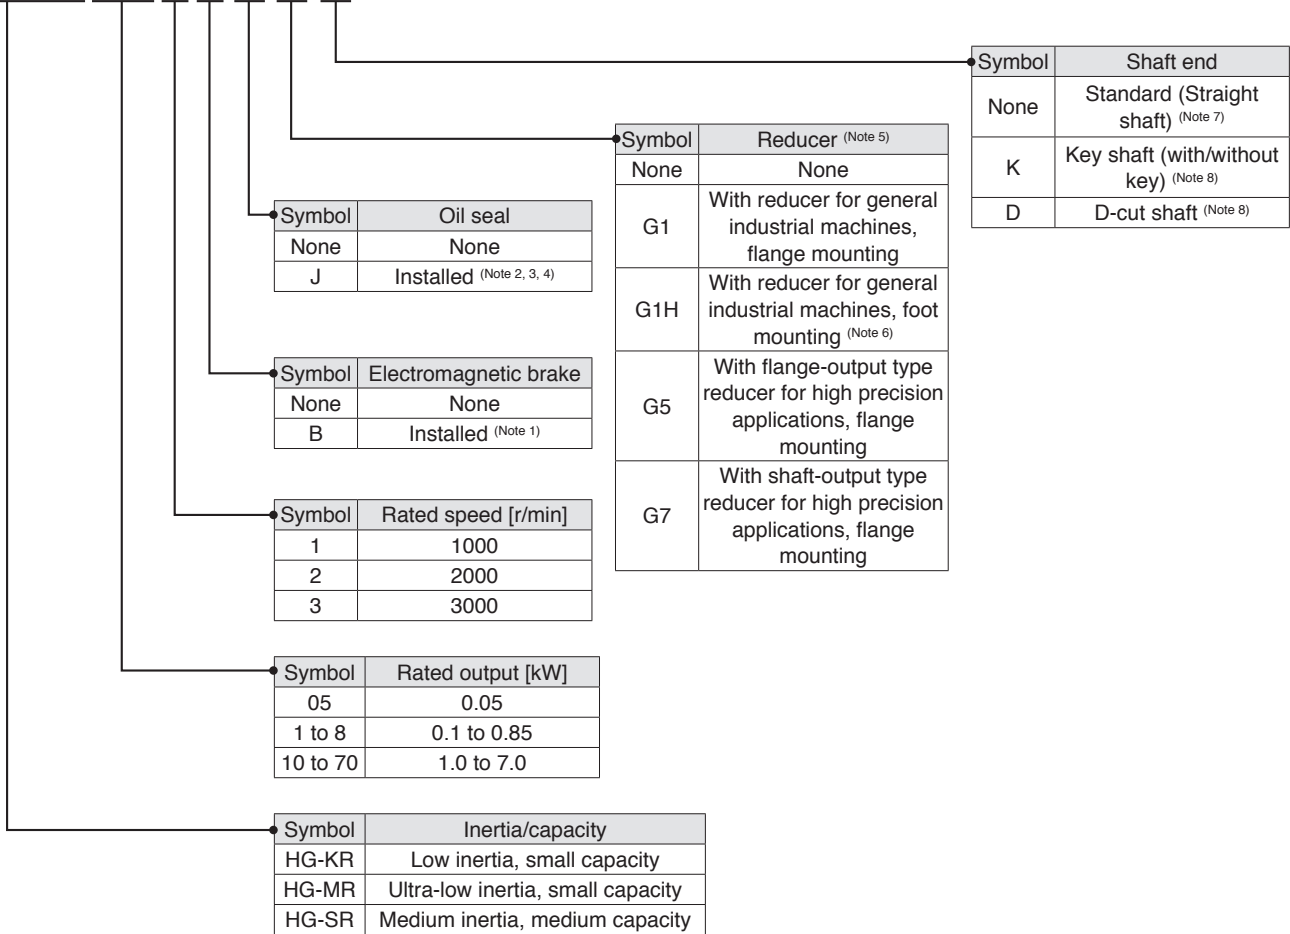 Symbol Shaft end
None Standard (Straight
shaft) (Note 7)
K Key shaft (with/without
key) (Note 8)
D D-cut shaft (Note 8)
Symbol Reducer (Note 5)
None None
G1 With reducer for general
industrial machines,
flange mounting
G1H With reducer for general
industrial machines, foot
mounting (Note 6)
G5 With flange-output type
reducer for high precision
applications, flange
mounting
G7 With shaft-output type
reducer for high precision
applications, flange
mounting
Symbol Oil seal
None None
J Installed (Note 2, 3, 4)
Symbol Electromagnetic brake
None None
B Installed (Note 1)
Symbol Rated speed [r/min]
1 1000
2 2000
3 3000
Symbol Rated output [kW]
05 0.05
1 to 8 0.1 to 0.85
10 to 70 1.0 to 7.0
Symbol Inertia/capacity
HG-KR Low inertia, small capacity
HG-MR Ultra-low inertia, small capacity
HG-SR Medium inertia, medium capacity